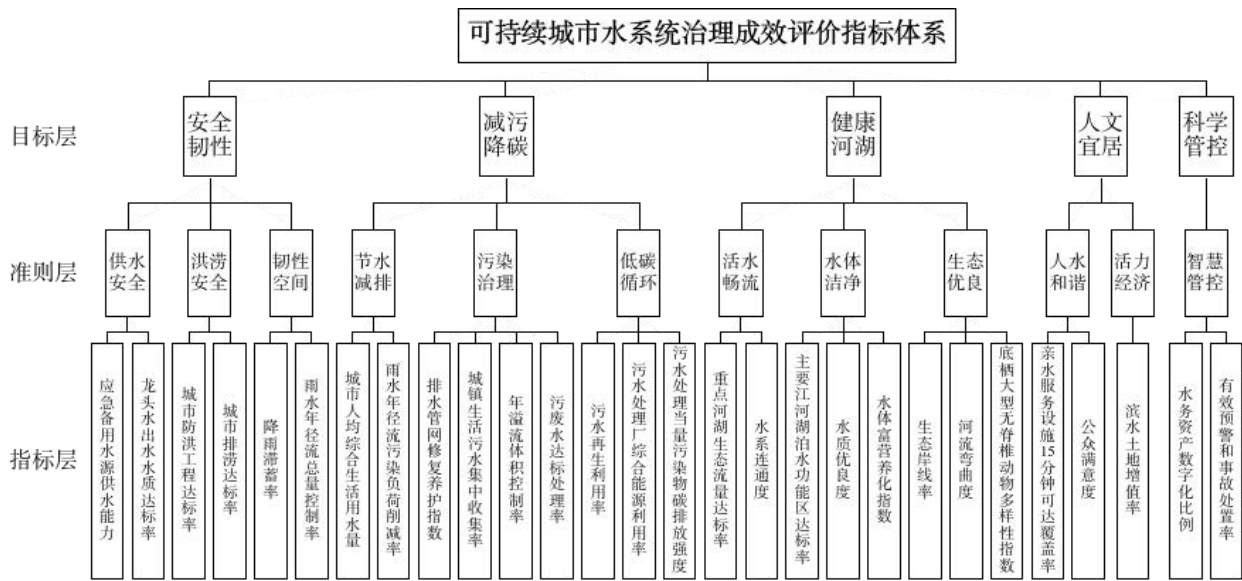 可持续城市水系统治理成效评价指标体系
目标层
安全
韧性
减污
降碳
健康
河湖
人文
宜居
科学
管控
准则层
供水
安全
洪涝
安全
韧性
空间
节水
减排
污染
治理
低碳
循环
活水
畅流
水体
洁净
生态
优良
人水
和谐
活力
经济
智慧
管控
指标层
应急备用水源供水能力
龙头水出水水质达标率
城市防洪工程达标率
城市排涝达标率
降雨滞蓄率
雨水年径流总量控制率
城市人均综合生活用水量
雨水年径流污染负荷削减率
排水管网修复养护指数
城镇生活污水集中收集率
年溢流体积控制率
污废水达标处理率
污水再生利用率
污水处理厂综合能源利用率
污水处理当量污染物碳排放强度
重点河湖生态流量达标率
水系连通度
主要江河湖泊水功能区达标率
水质优良度
水体富营养化指数
生态岸线率
河流弯曲度
底栖大型无脊椎动物多样性指数
亲水服务设施15分钟可达覆盖率
公众满意度
滨水土地增值率
水务资产数字化比例
有效预警和事故处置率